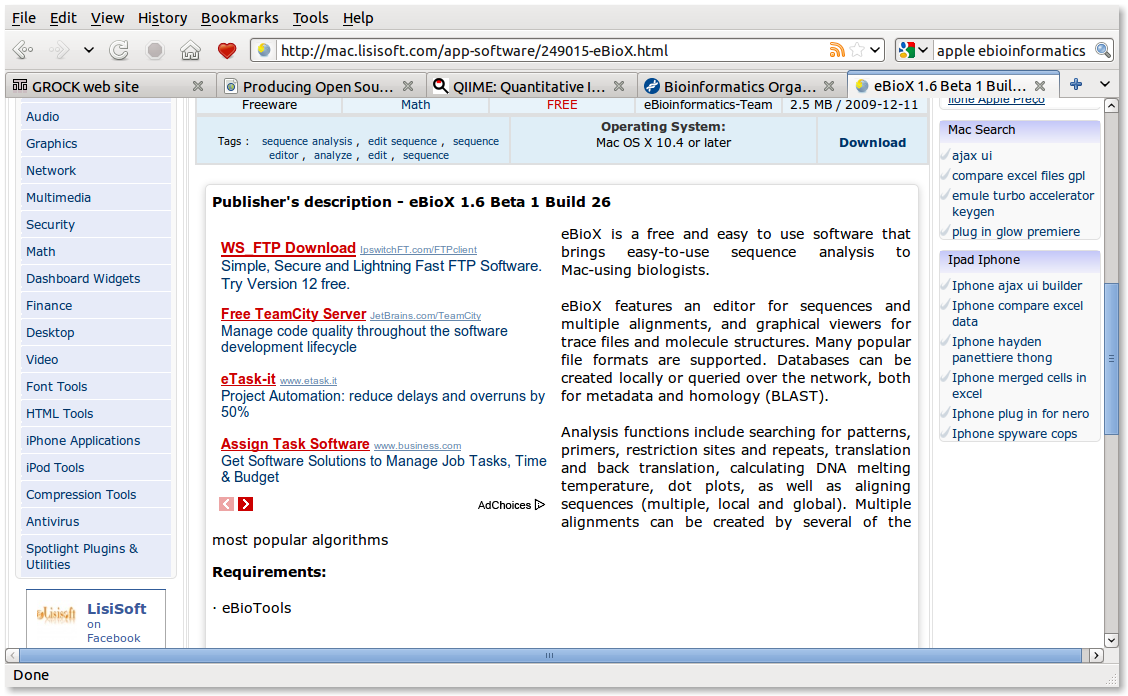 File Edit View History Bookmarks Tools Help
http://mac.lisisoft.com/app-software/249015-eBioX.html
apple ebioinformatics
GROCK web site
Producing Open Sou...
QIIME: Quantitative I...
Bioinformatics Orga...
eBioX 1.6 Beta 1 Buil...
Audio
Graphics
Network
Multimedia
Security
Math
Dashboard Widgets
Finance
Desktop
Video
Font Tools
HTML Tools
iPhone Applications
iPod Tools
Compression Tools
Antivirus
Spotlight Plugins &
Utilities
eLisisoft
LisiSoft
on
Facebook
Freeware Math FREE eBioinformatics-Team 2.5 MB / 2009-12-11
Tags : sequence analysis , edit sequence , sequence
editor , analyze , edit , sequence
Operating System:
Mac OS X 10.4 or later
Download
Publisher's description - eBioX 1.6 Beta 1 Build 26
WS_FTP Download IpswitchFT.com/FTPclient
Simple, Secure and Lightning Fast FTP Software.
Try Version 12 free.
Free TeamCity Server JetBrains.com/TeamCity
Manage code quality throughout the software
development lifecycle
eTask-it www.etask.it
Project Automation: reduce delays and overruns by
50%
Assign Task Software www.business.com
Get Software Solutions to Manage Job Tasks, Time
& Budget
AdChoices
eBioX is a free and easy to use software that
brings easy-to-use sequence analysis to
Mac-using biologists.
eBioX features an editor for sequences and
multiple alignments, and graphical viewers for
trace files and molecule structures. Many popular
file formats are supported. Databases can be
created locally or queried over the network, both
for metadata and homology (BLAST).
Analysis functions include searching for patterns,
primers, restriction sites and repeats, translation
and back translation, calculating DNA melting
temperature, dot plots, as well as aligning
sequences (multiple, local and global). Multiple
alignments can be created by several of the
most popular algorithms
Requirements:
· eBioTools
Apple Preço
Mac Search
ajax ui
compare excel files gpl
emule turbo accelerator
keygen
plug in glow premiere
Ipad Iphone
Iphone ajax ui builder
Iphone compare excel
data
Iphone hayden
panettiere thong
Iphone merged cells in
excel
Iphone plug in for nero
Iphone spyware cops
Done